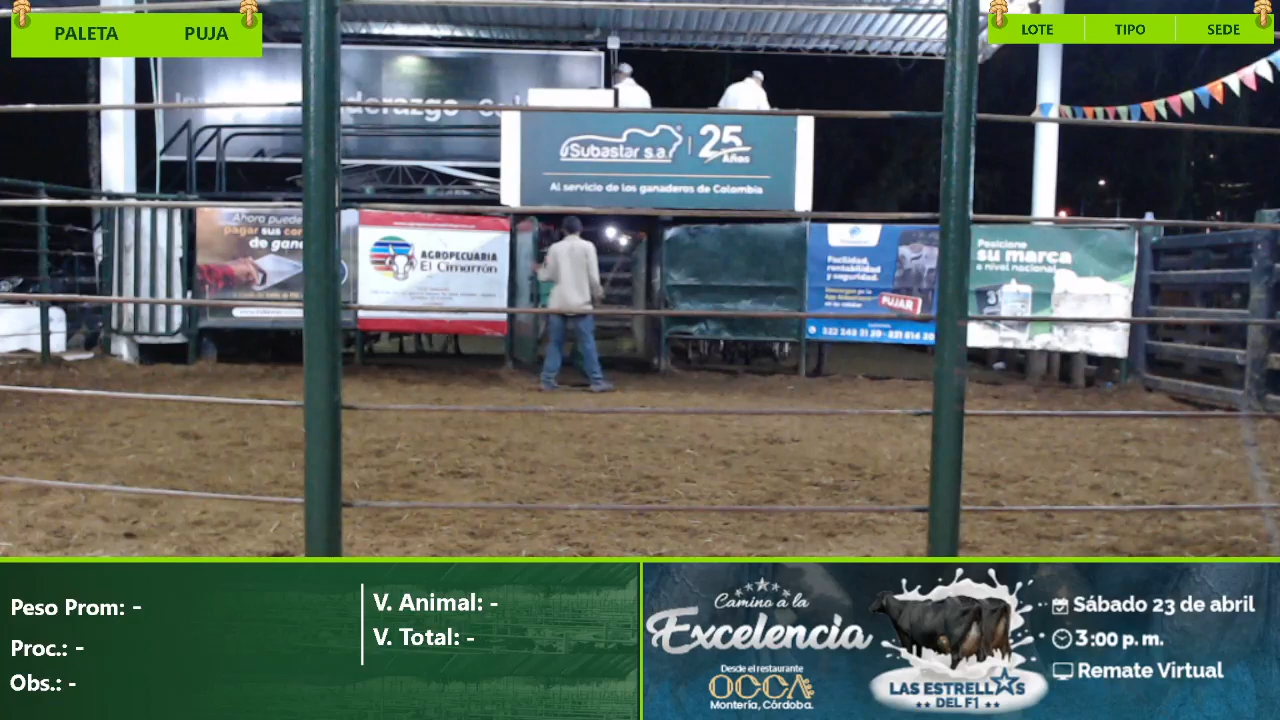 PALETA PUJA
LOTE TIPO SEDE
derazgo
Subastar s.a. 25
Años
Al servicio de los ganaderos de Colombia
Ahora puede
pagar sus
de
AGROPECUARIA
El Cimarrón
Facilidad,
rentabilidad
y seguridad.
PUJAR
Posicione
su marca
a nivel nacional
Peso Prom: -
Proc.: -
Obs.: -
V. Animal: -
V. Total: -
Camino a la
Excelencia
Desde el restaurante
OCCA
Montería, Córdoba.
LAS ESTRELLAS
DEL F1
Sábado 23 de abril
3:00 p. m.
Remate Virtual